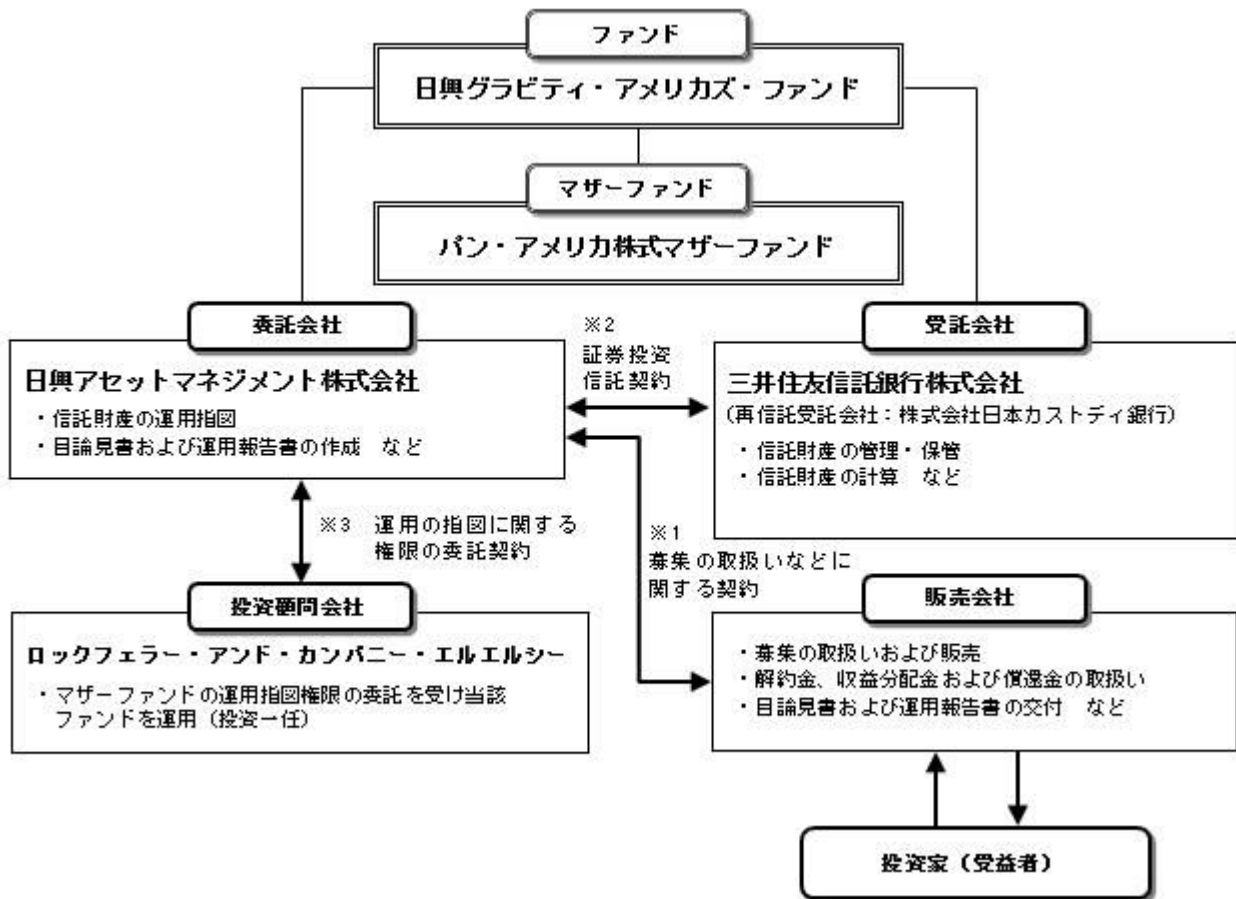 ファンド
日興グラビティ・アメリカズ・ファンド
マザーファンド
パン・アメリカ株式マザーファンド
委託会社
日興アセットマネジメント株式会社
・信託財産の運用指図
・目論見書および運用報告書の作成　など
※2
証券投資
信託契約
受託会社
三井住友信託銀行株式会社
(再信託受託会社：株式会社日本カストディ銀行)
・信託財産の管理・保管
・信託財産の計算　など
※3　運用の指図に関する
権限の委託契約
※1
募集の取扱いなどに
関する契約
投資顧問会社
ロックフェラー・アンド・カンパニー・エルエルシー
・マザーファンドの運用指図権限の委託を受け当該
ファンドを運用（投資一任）
販売会社
・募集の取扱いおよび販売
・解約金、収益分配金および償還金の取扱い
・目論見書および運用報告書の交付　など
投資家（受益者）